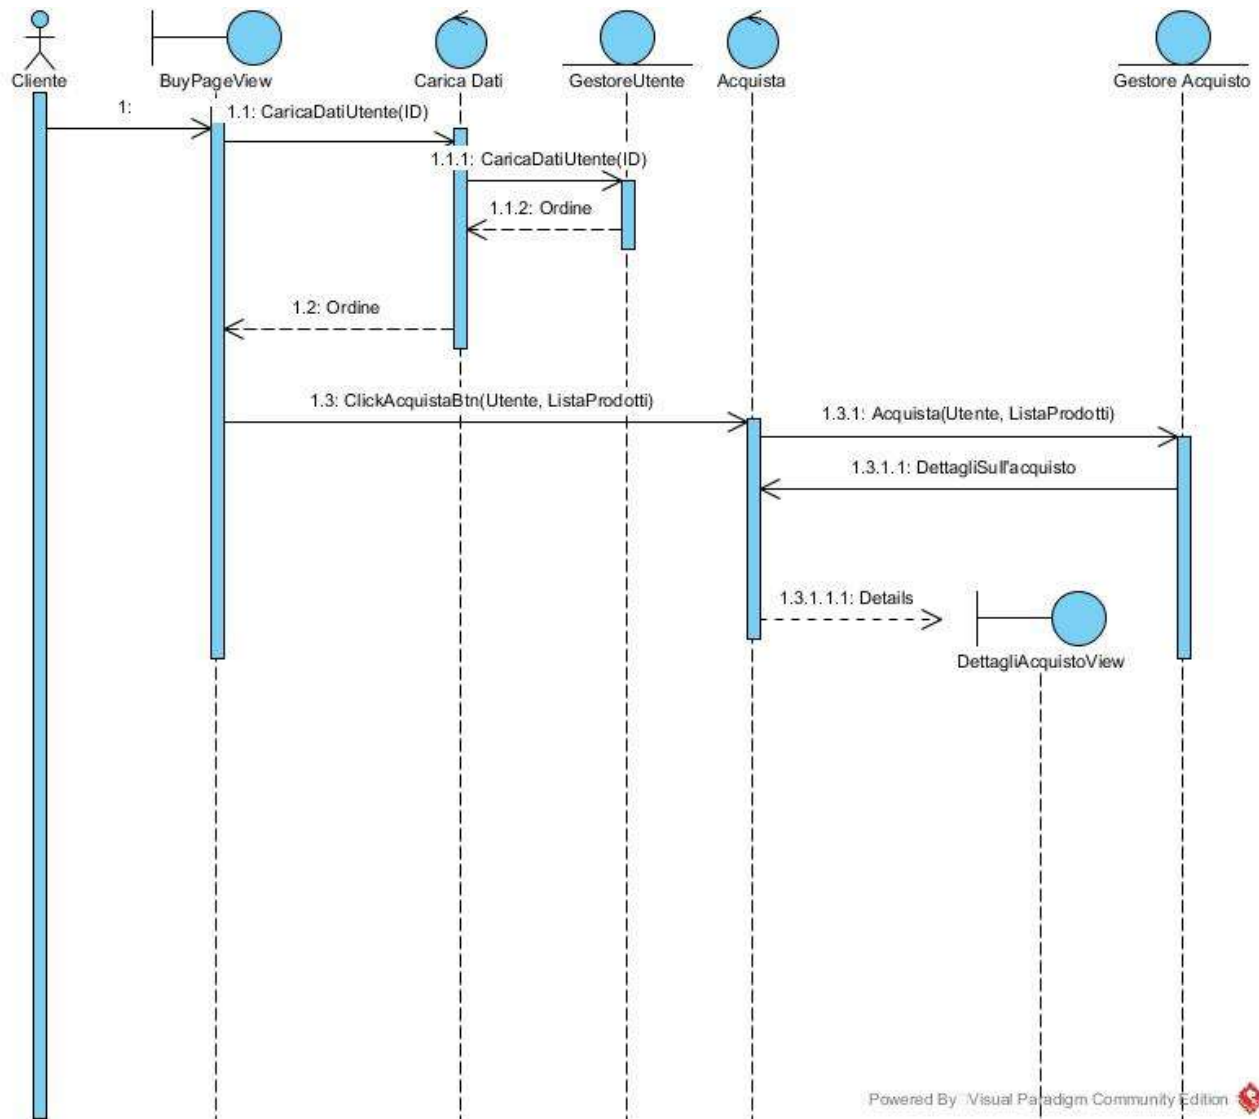 Cliente
BuyPageView
Carica Dati
GestoreUtente
Acquista
Gestore Acquisto
1:
1.1: CaricaDatiUtente(ID)
1.1.1: CaricaDatiUtente(ID)
1.1.2: Ordine
1.2: Ordine
1.3: ClickAcquistaBtn(Utente, ListaProdotti)
1.3.1: Acquista(Utente, ListaProdotti)
1.3.1.1: DettagliSull'acquisto
1.3.1.1.1: Details
DettagliAcquistoView
Powered By Visual Paradigm Community Edition